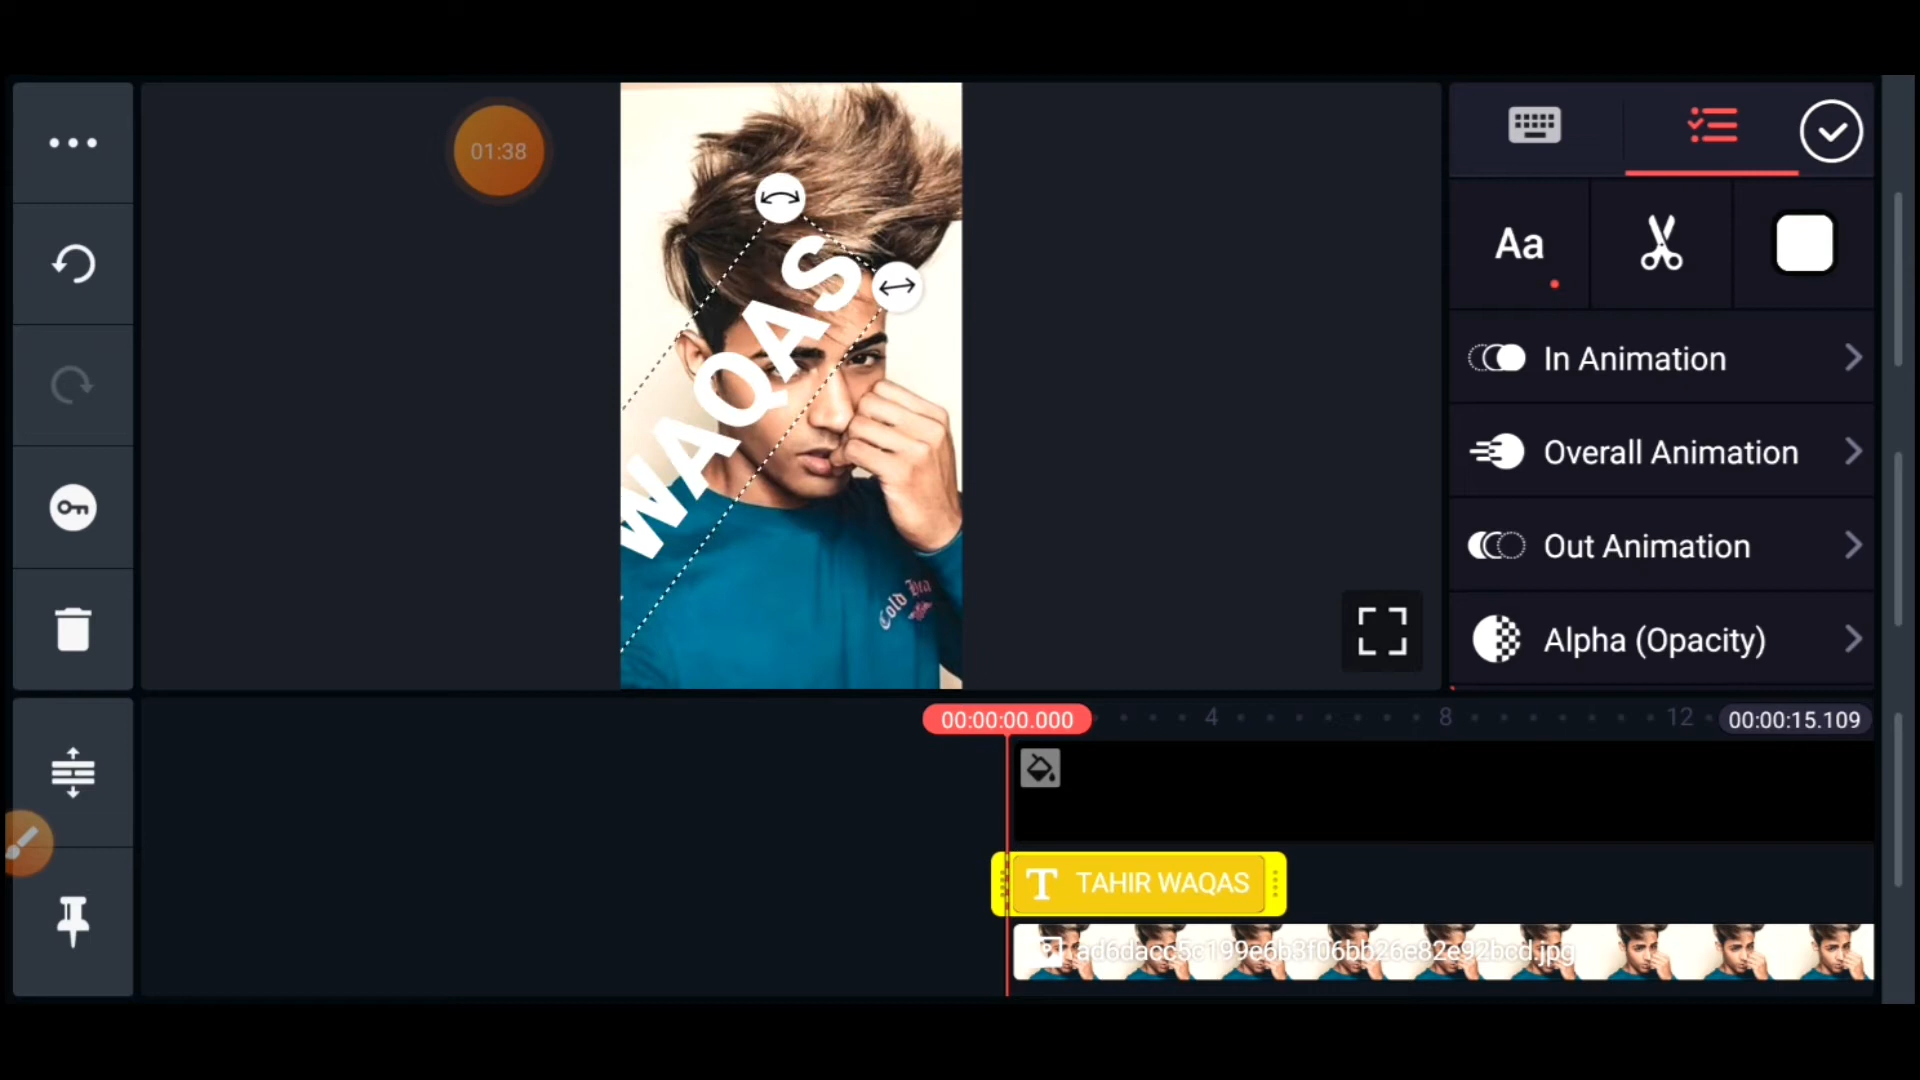 01:38
WAQAS
Cold
Aa
In Animation
Overall Animation
Out Animation
Alpha (Opacity)
00:00:00.000
4
8
12
00:00:15.109
T TAHIR WAQAS
ad6dacc5c199e6b3f06bb26e82e92bcd.jpg